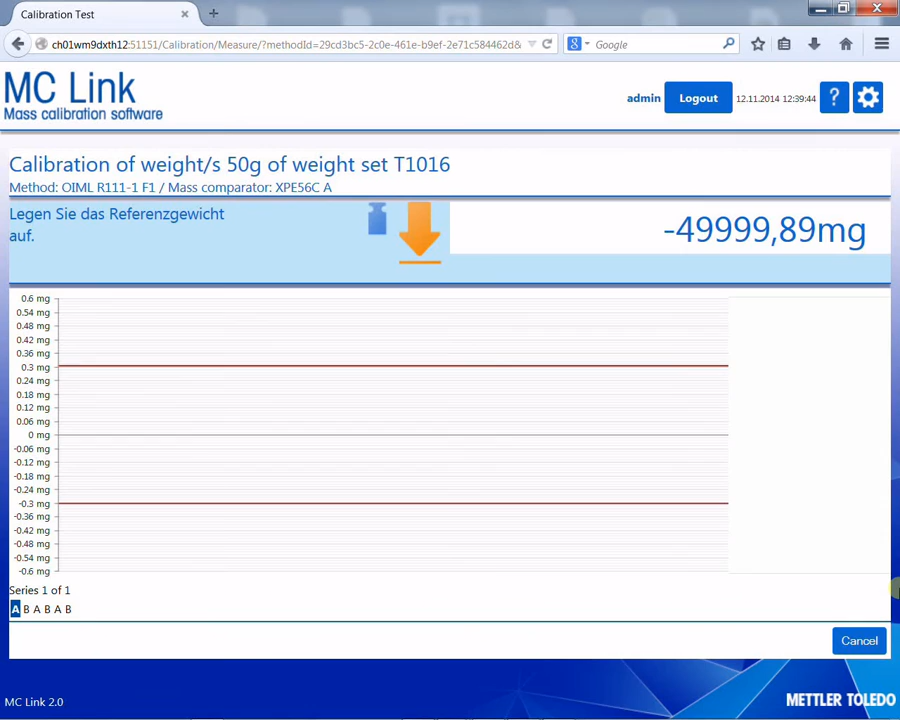 Calibration Test
ch01wm9dxth12:51151/Calibration/Measure/?methodId=29cd3bc5-2c0e-461e-b9ef-2e71c584462d&
Google
MC Link
Mass calibration software
admin
Logout
12.11.2014 12:39:44
?
Calibration of weight/s 50g of weight set T1016
Method: OIML R111-1 F1 / Mass comparator: XPE56C A
Legen Sie das Referenzgewicht
auf.
-49999,89mg
0.6 mg
0.54 mg
0.48 mg
0.42 mg
0.36 mg
0.3 mg
0.24 mg
0.18 mg
0.12 mg
0.06 mg
0 mg
-0.06 mg
-0.12 mg
-0.18 mg
-0.24 mg
-0.3 mg
-0.36 mg
-0.42 mg
-0.48 mg
-0.54 mg
-0.6 mg
Series 1 of 1
A B A B A B
Cancel
MC Link 2.0
METTLER TOLEDO